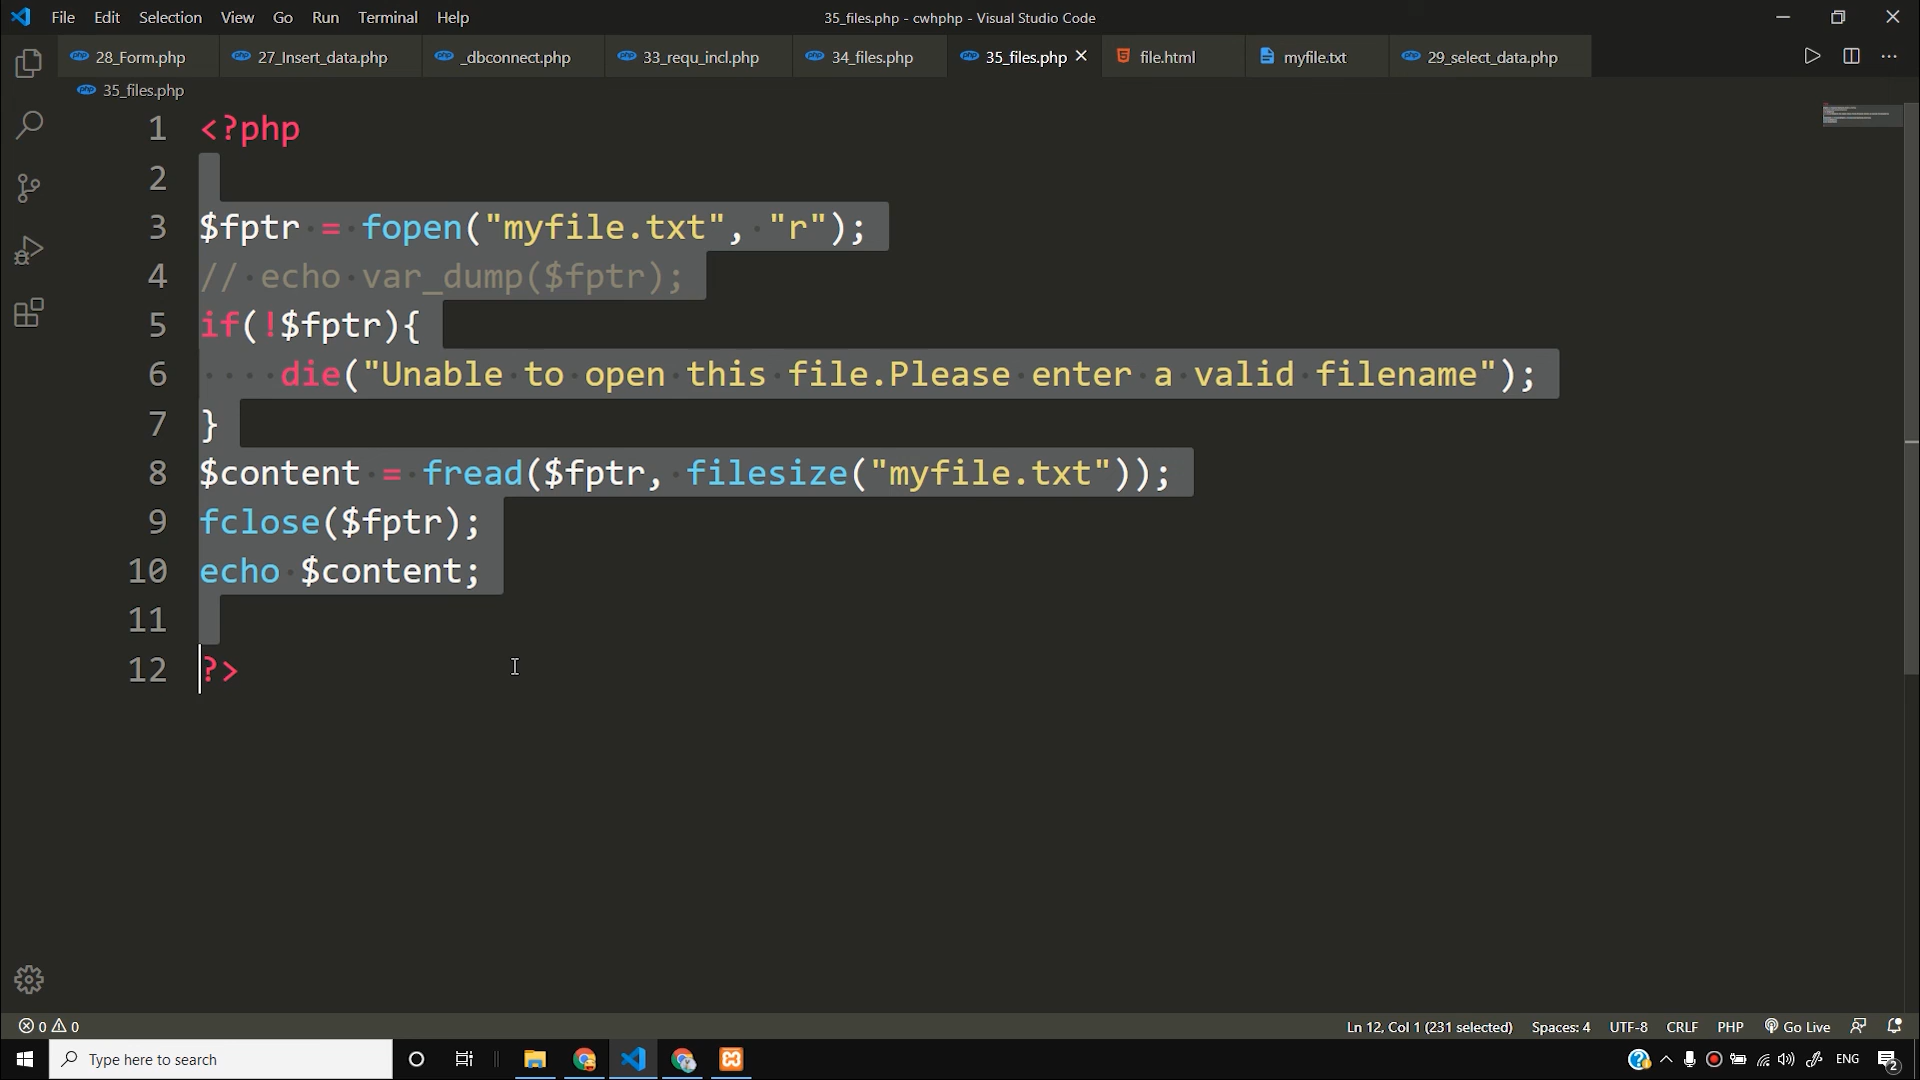 File Edit Selection View Go Run Terminal Help
35_files.php - cwhphp - Visual Studio Code
28_Form.php
27_Insert_data.php
_dbconnect.php
33_requ_incl.php
34_files.php
35_files.php
file.html
myfile.txt
29_select_data.php
35_files.php
1 <?php
2
3 $fptr = fopen("myfile.txt", "r");
4 // echo var_dump($fptr);
5 if(!$fptr){
6 die("Unable to open this file.Please enter a valid filename");
7 }
8 $content = fread($fptr, filesize("myfile.txt"));
9 fclose($fptr);
10 echo $content;
11
12 ?>
0 0
Ln 12, Col 1 (231 selected) Spaces: 4 UTF-8 CRLF PHP Go Live
Type here to search
ENG
2